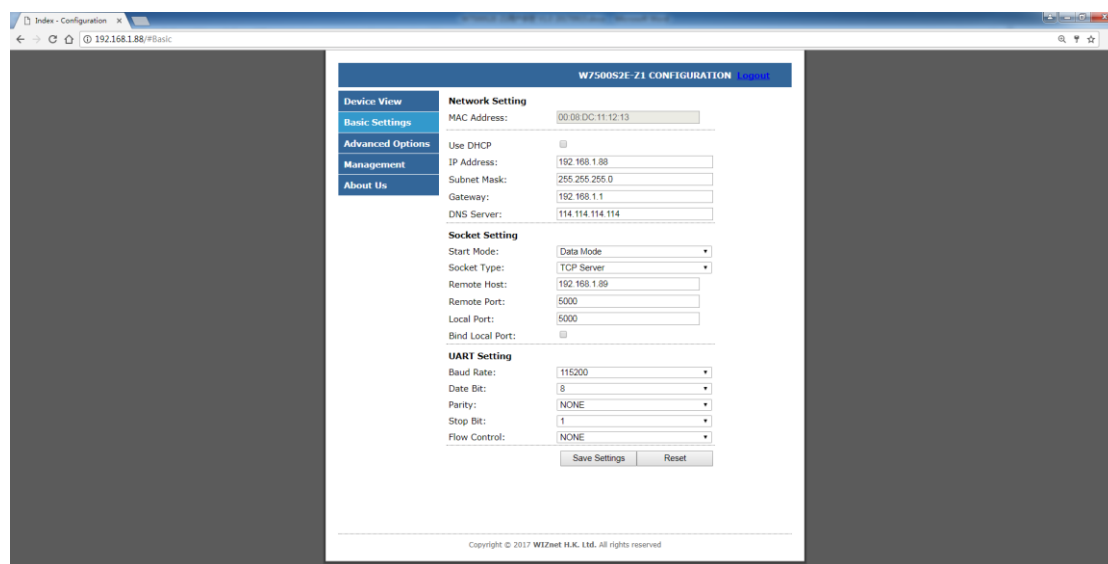 Index - Configuration
192.168.1.88/#Basic
W7500S2E-Z1 CONFIGURATION Logout
Device View
Basic Settings
Advanced Options
Management
About Us
Network Setting
MAC Address: 00:08:DC:11:12:13
Use DHCP
IP Address: 192.168.1.88
Subnet Mask: 255.255.255.0
Gateway: 192.168.1.1
DNS Server: 114.114.114.114
Socket Setting
Start Mode: Data Mode
Socket Type: TCP Server
Remote Host: 192.168.1.89
Remote Port: 5000
Local Port: 5000
Bind Local Port:
UART Setting
Baud Rate: 115200
Date Bit: 8
Parity: NONE
Stop Bit: 1
Flow Control: NONE
Save Settings Reset
Copyright © 2017 WIZnet H.K. Ltd. All rights reserved